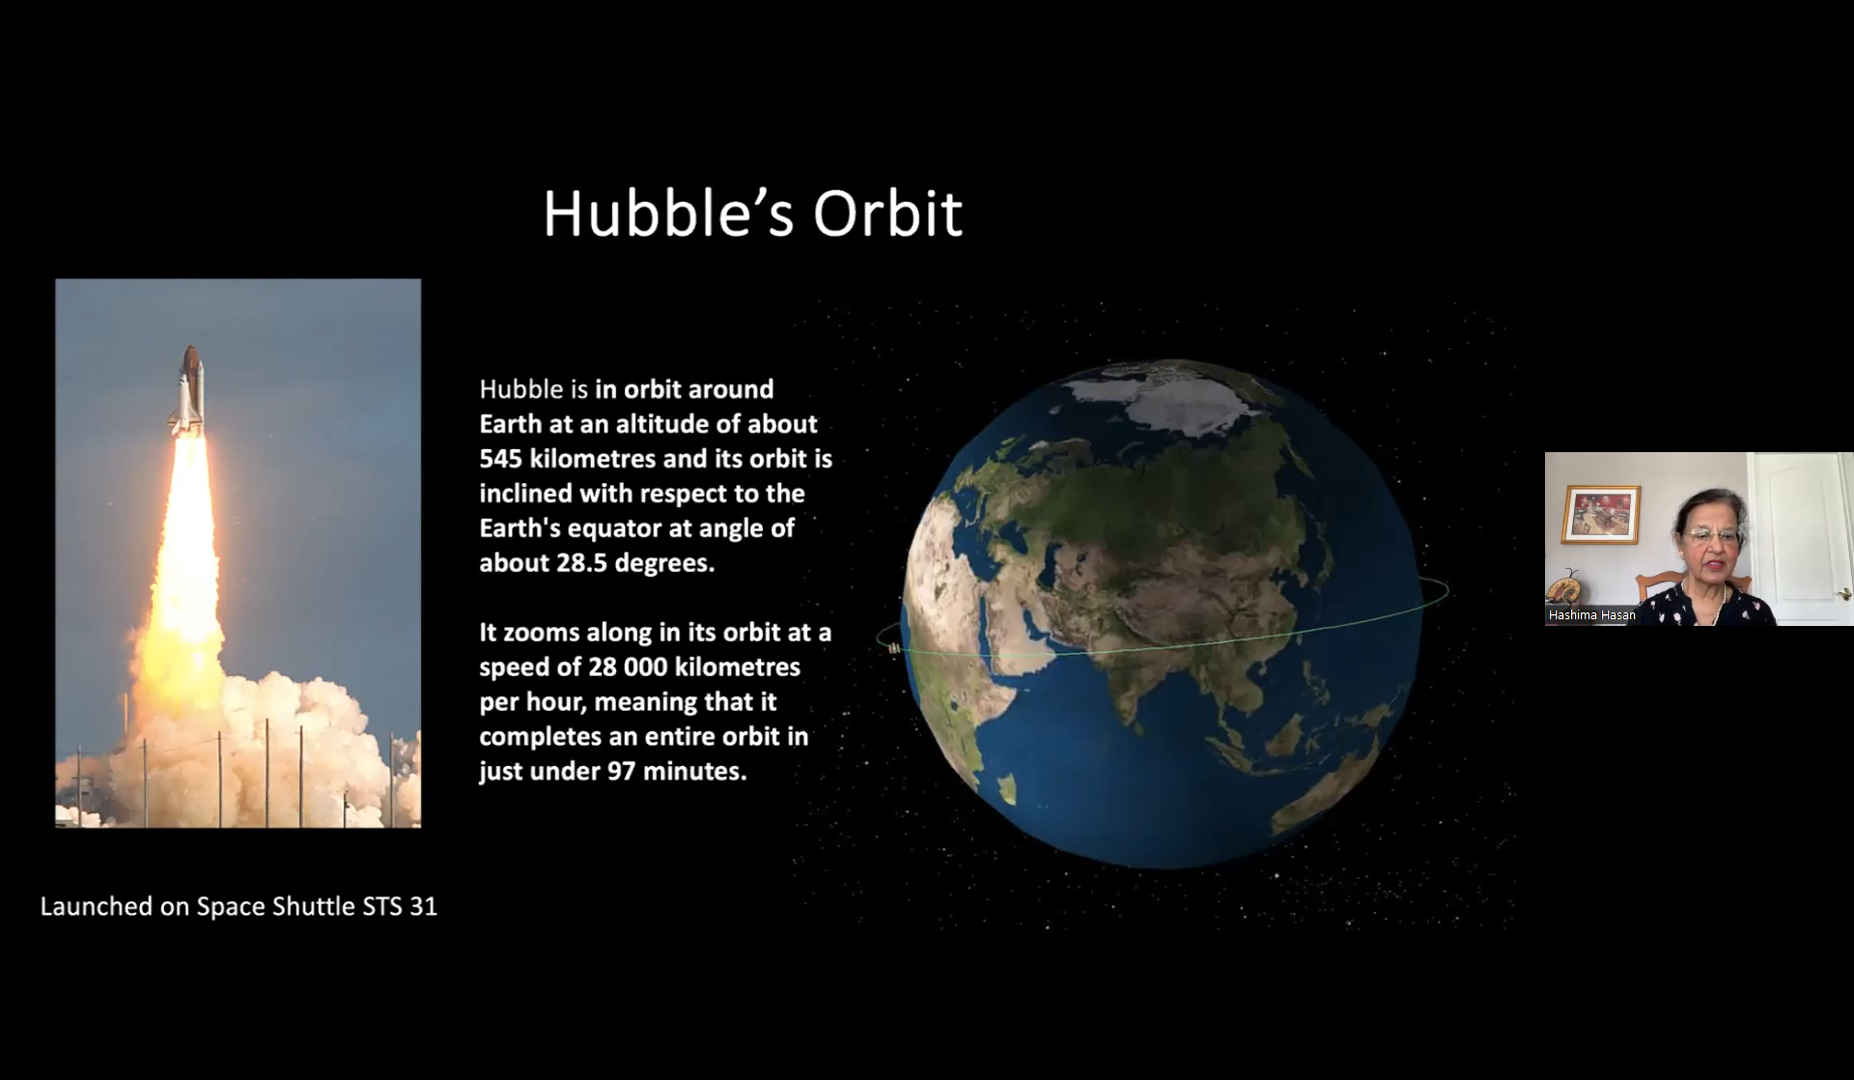 Hubble’s Orbit
Hubble is in orbit around
Earth at an altitude of about
545 kilometres and its orbit is
inclined with respect to the
Earth's equator at angle of
about 28.5 degrees.
It zooms along in its orbit at a
speed of 28 000 kilometres
per hour, meaning that it
completes an entire orbit in
just under 97 minutes.
Launched on Space Shuttle STS 31
Hashima Hasan